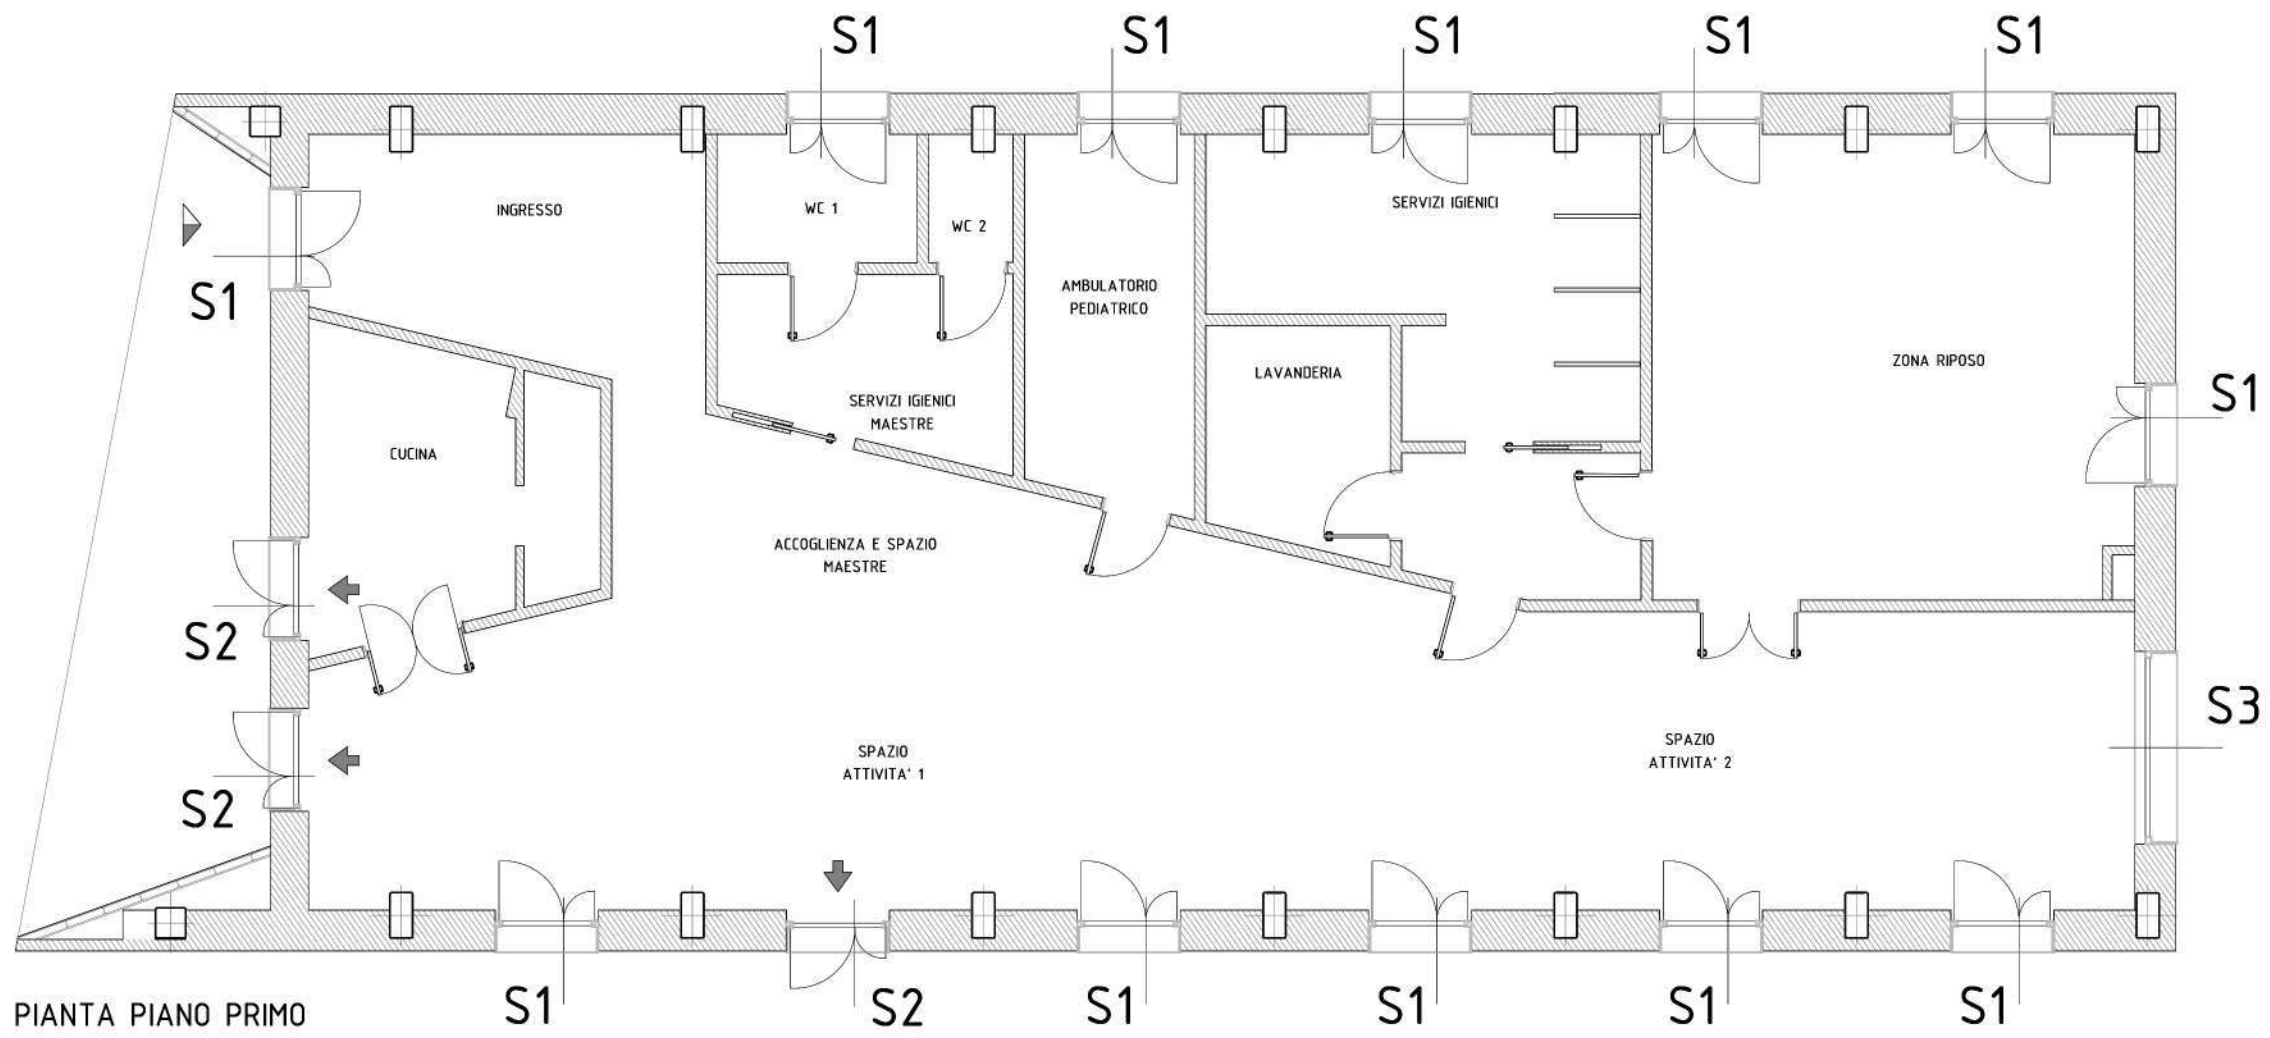 S1 S1 S1 S1 S1
INGRESSO
WC 1
WC 2
SERVIZI IGIENICI
AMBULATORIO
PEDIATRICO
S1
ZONA RIPOSO
LAVANDERIA
S1
SERVIZI IGIENICI
MAESTRE
CUCINA
ACCOGLIENZA E SPAZIO
MAESTRE
S2
S3
SPAZIO
ATTIVITA' 1
SPAZIO
ATTIVITA' 2
S2
S1 S2 S1 S1 S1 S1
PIANTA PIANO PRIMO